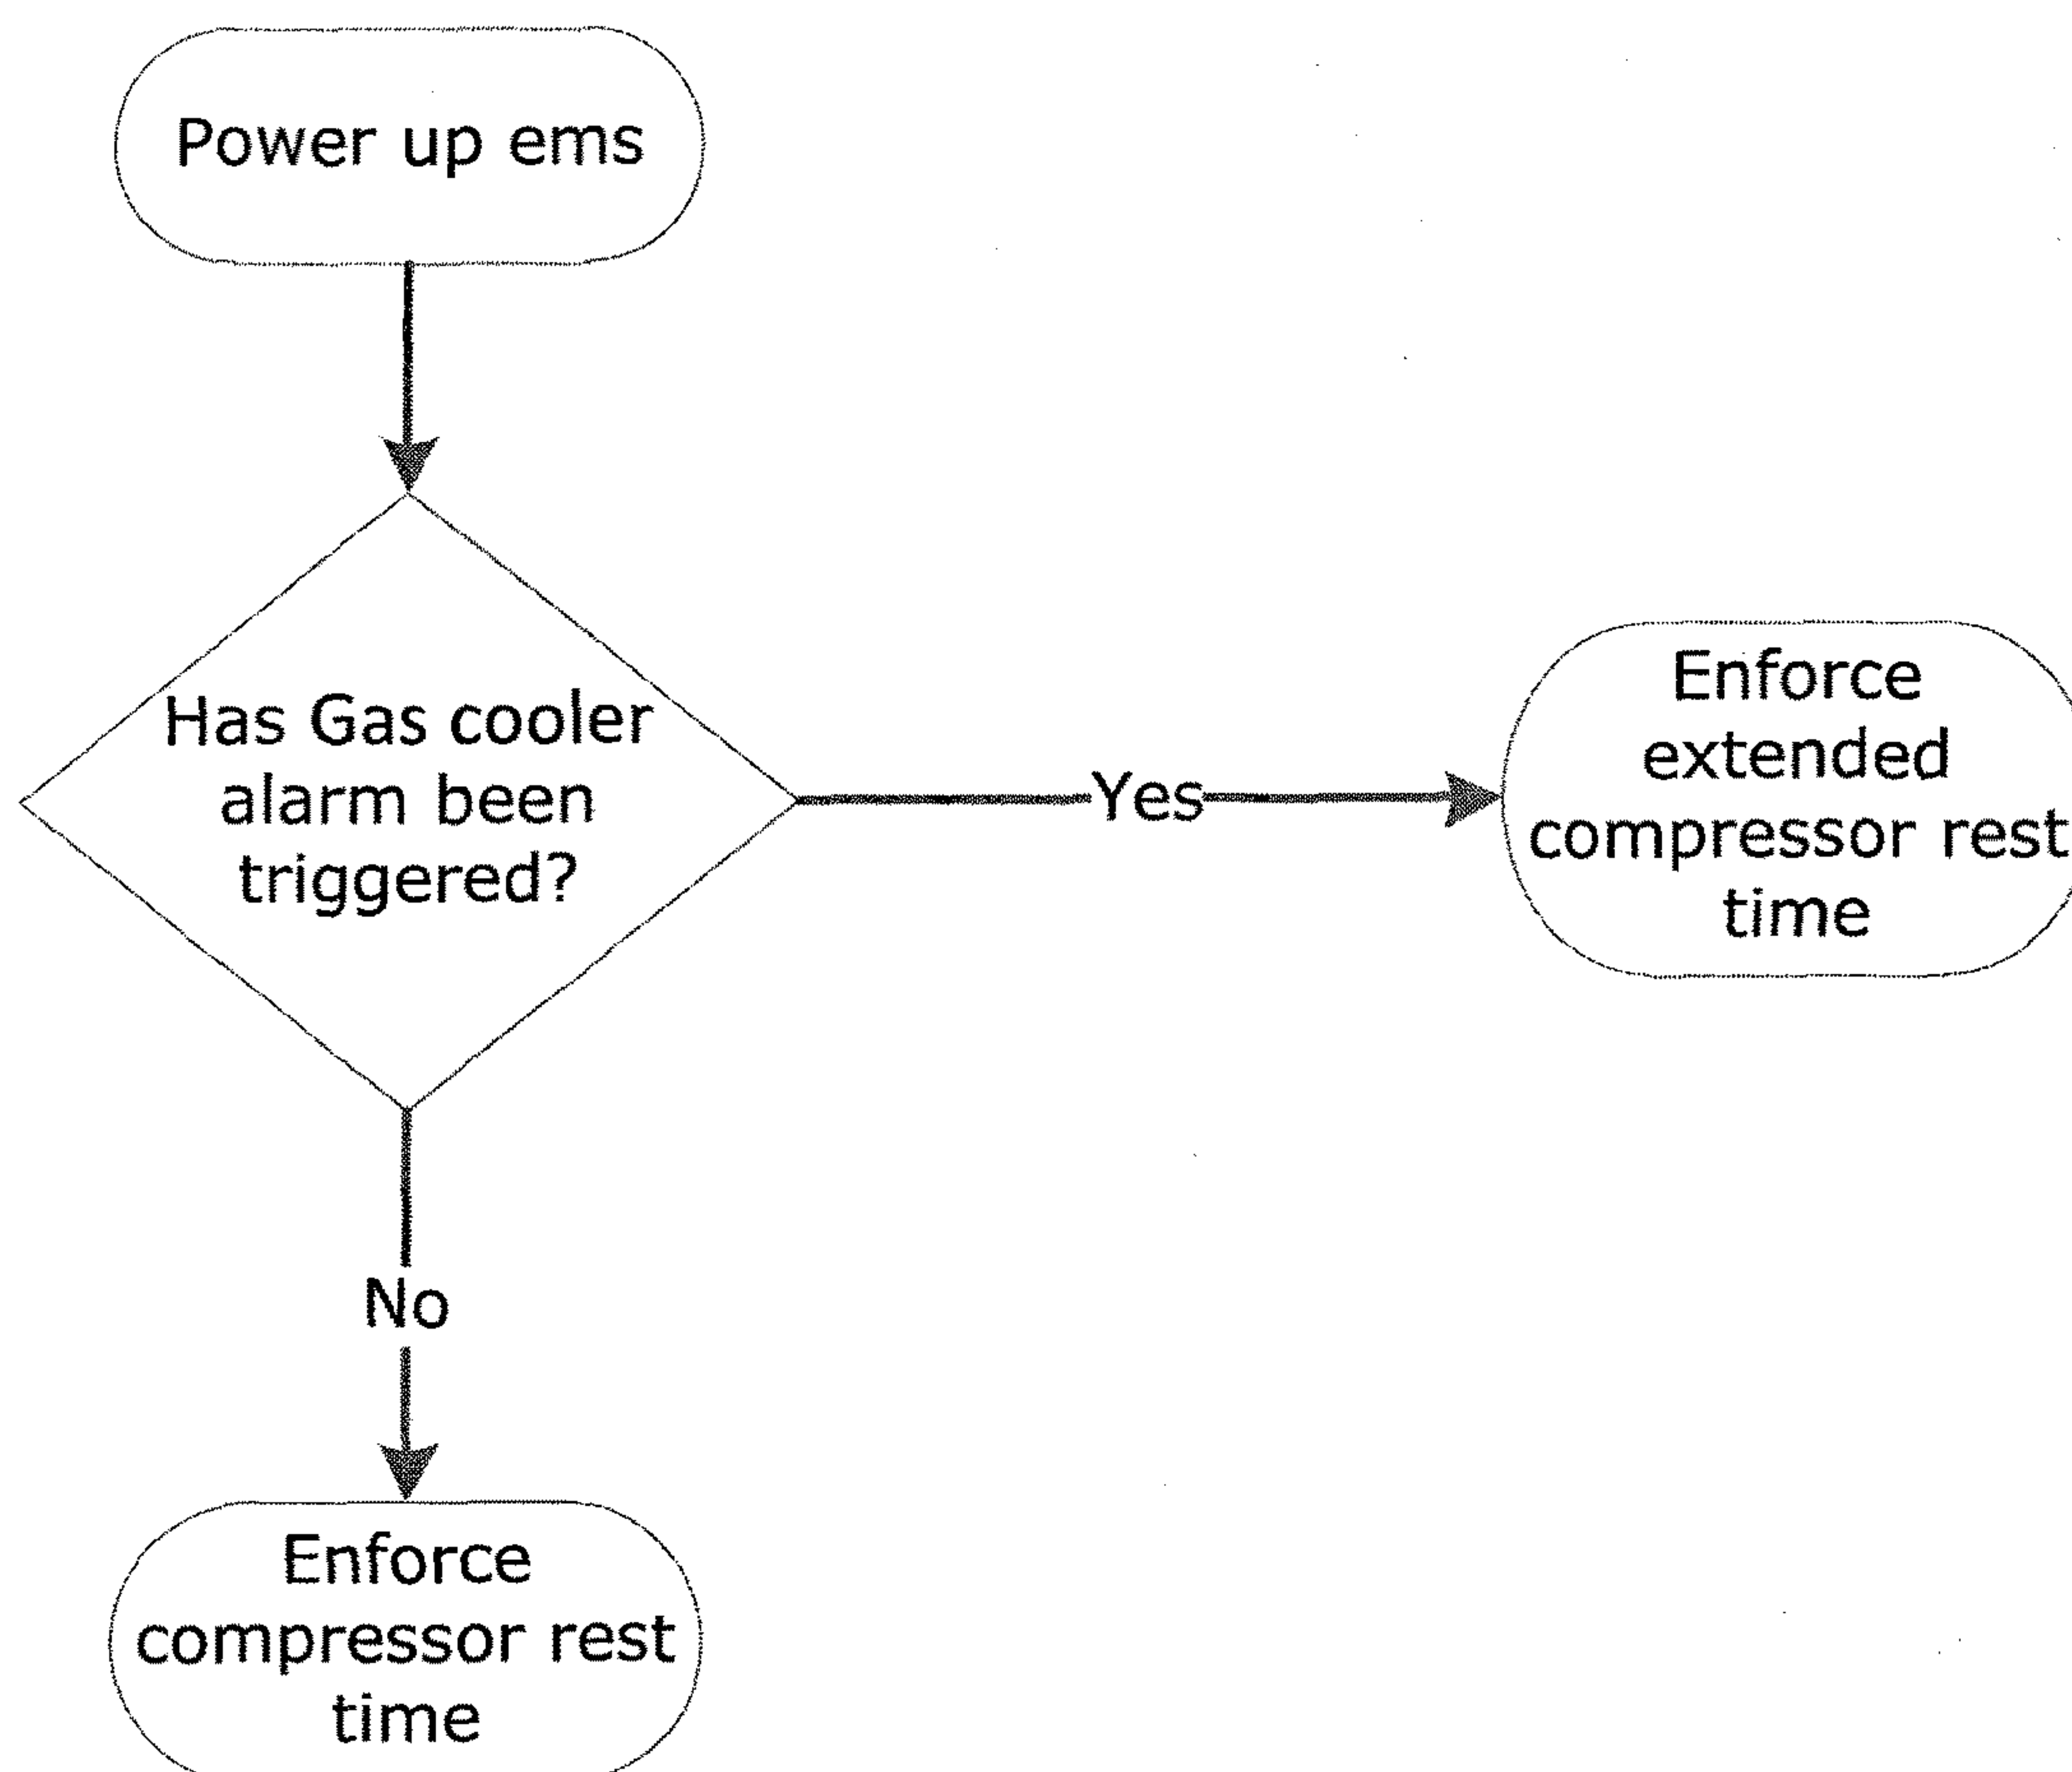 Power up ems
Has Gas cooler
alarm been
triggered?
Yes
Enforce
extended
compressor rest
time
No
Enforce
compressor rest
time